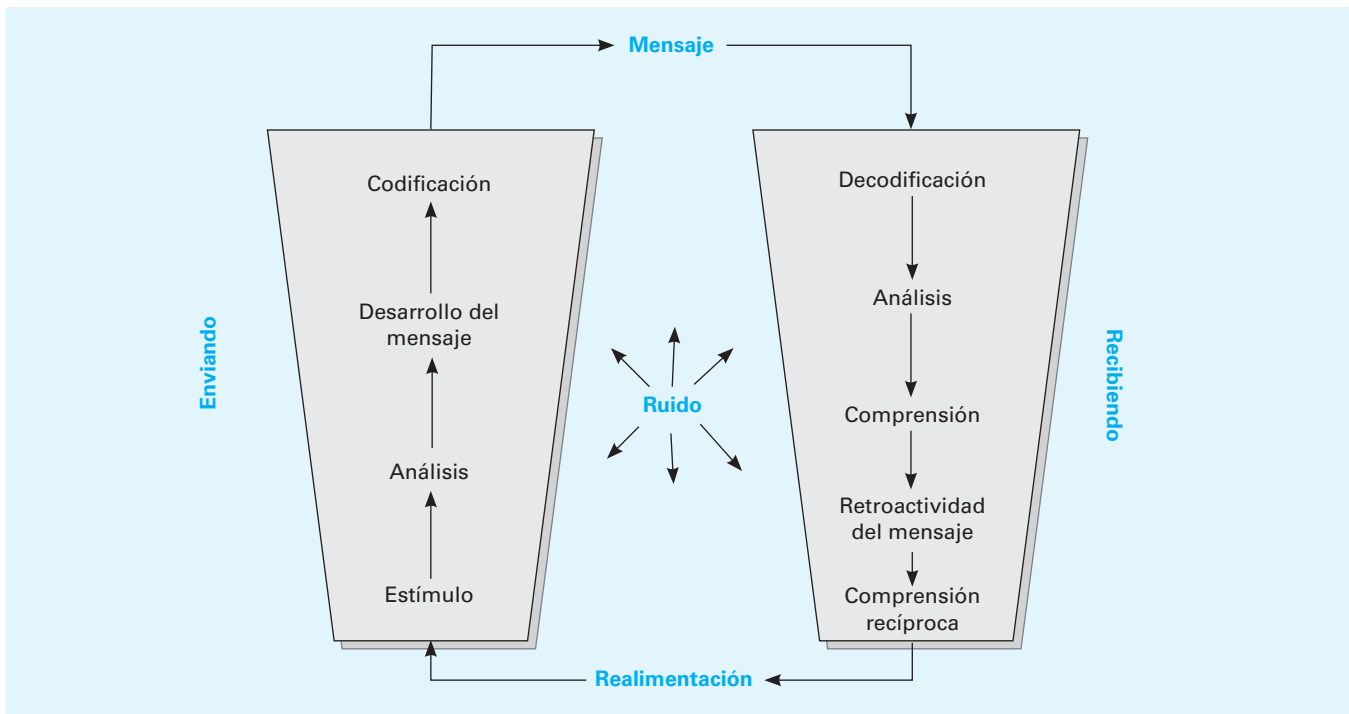 Mensaje
Enviando
Codificación
Desarrollo del
mensaje
Análisis
Estímulo
Ruido
Decodificación
Análisis
Comprensión
Retroactividad
del mensaje
Comprensión
recíproca
Recibiendo
Realimentación